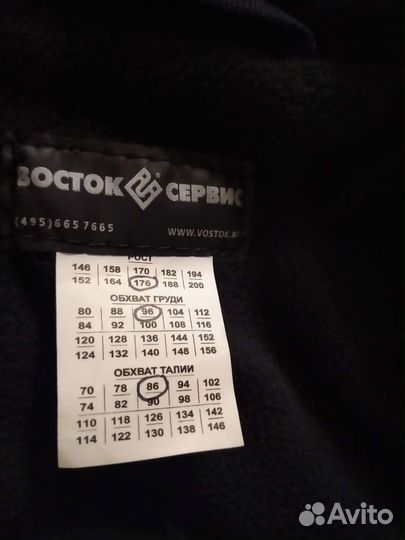 ВОСТОК СЕРВИС
(495)6657665 WWW.VOSTOK.
РОСТ
146 158 170 182 194
152 164 176 188 200
ОБХВАТ ГРУДИ
80 88 96 104 112
84 92 100 108 116
120 128 136 144 152
124 132 140 148 156
ОБХВАТ ТАЛИИ
70 78 86 94 102
74 82 90 98 106
110 118 126 134 142
114 122 130 138 146
Avito